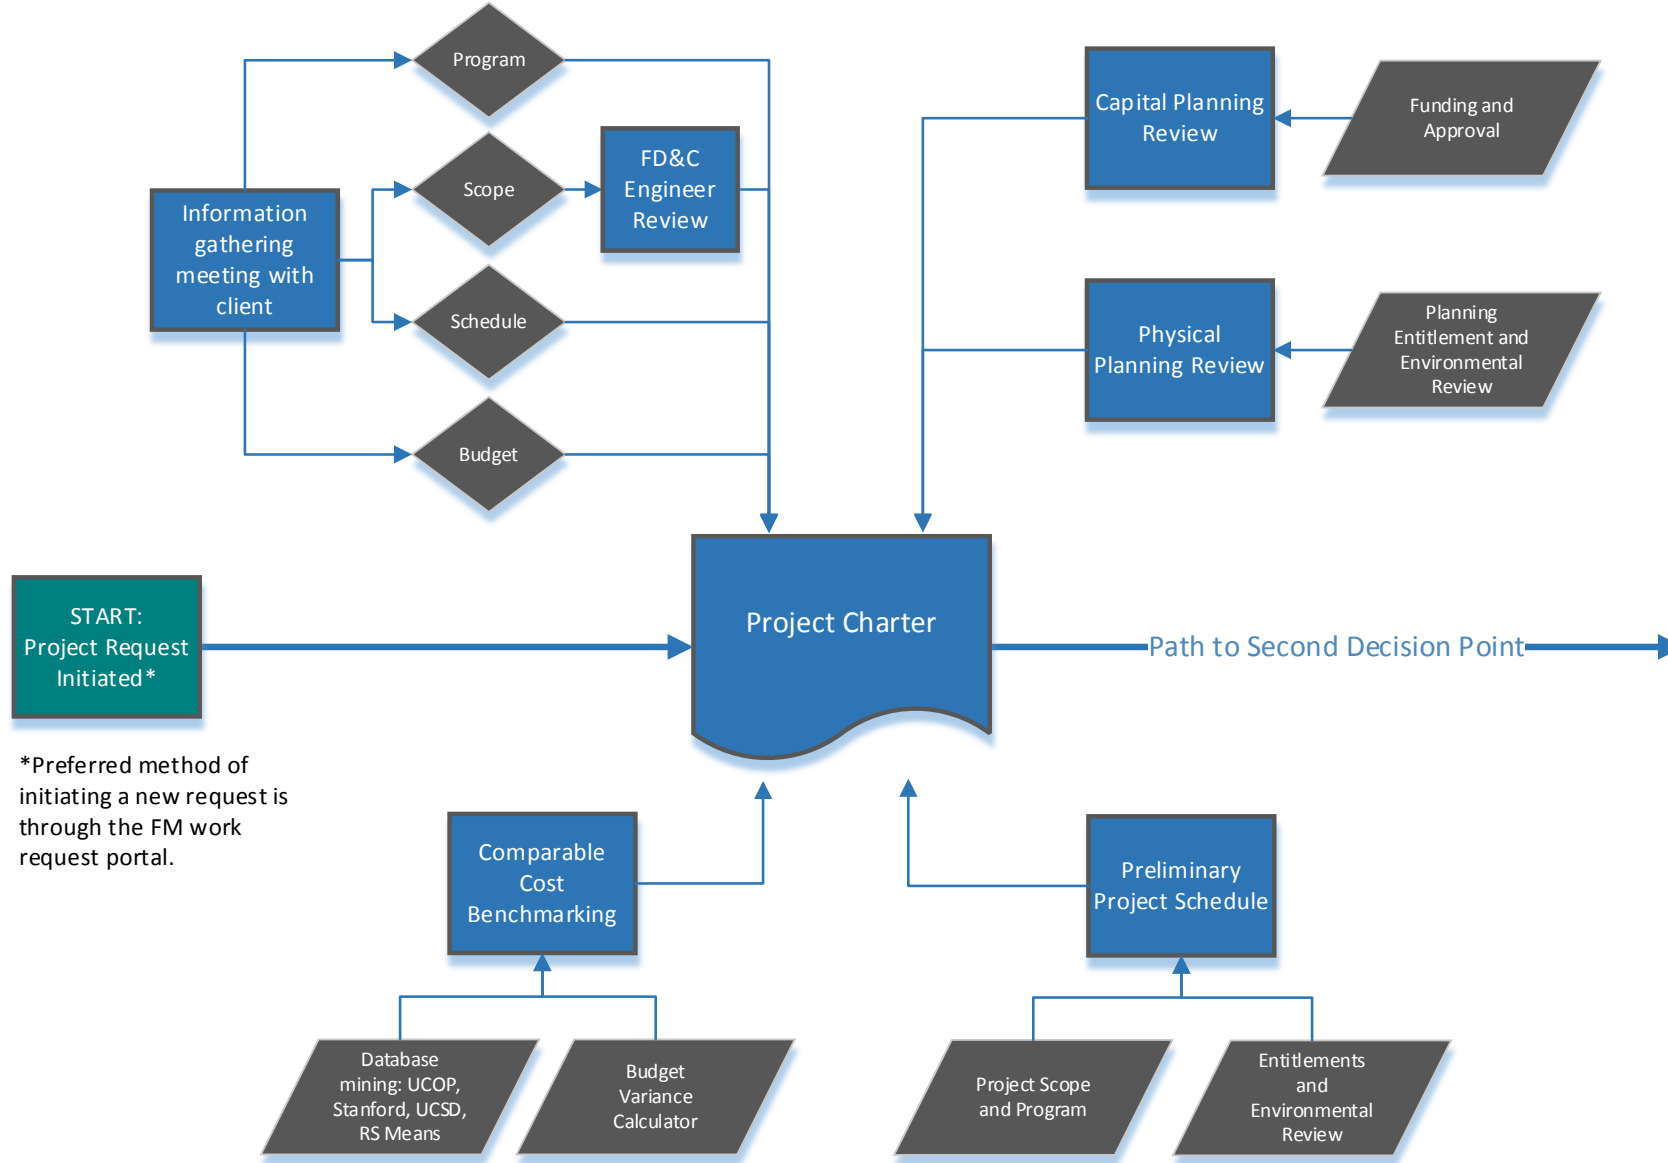 Program
Scope
FD&C
Engineer
Review
Information
gathering
meeting with
client
Schedule
Budget
Capital Planning
Review
Funding and
Approval
Physical
Planning Review
Planning
Entitlement and
Environmental
Review
START:
Project Request
Initiated*
Project Charter
Path to Second Decision Point
*Preferred method of
initiating a new request is
through the FM work
request portal.
Comparable
Cost
Benchmarking
Preliminary
Project Schedule
Database
mining: UCOP,
Stanford, UCSD,
RS Means
Budget
Variance
Calculator
Project Scope
and Program
Entitlements
and
Environmental
Review